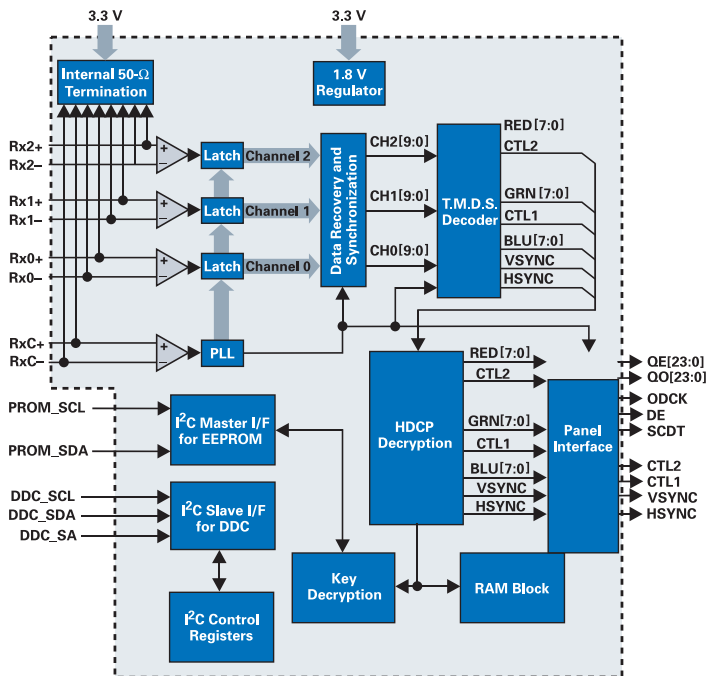 3.3 V
3.3 V
Internal 50-Ω
Termination
1.8 V
Regulator
Rx2+
Rx2–
Rx1+
Rx1–
Rx0+
Rx0–
RxC+
RxC–
+
–
+
–
+
–
+
–
Latch
Channel 2
Latch
Channel 1
Latch
Channel 0
PLL
Data Recovery and
Synchronization
CH2[9:0]
CH1[9:0]
CH0[9:0]
T.M.D.S.
Decoder
RED[7:0]
CTL2
GRN[7:0]
CTL1
BLU[7:0]
VSYNC
HSYNC
PROM_SCL
PROM_SDA
I²C Master I/F
for EEPROM
DDC_SCL
DDC_SDA
DDC_SA
I²C Slave I/F
for DDC
I²C Control
Registers
HDCP
Decryption
RED[7:0]
CTL2
GRN[7:0]
CTL1
BLU[7:0]
VSYNC
HSYNC
Key
Decryption
RAM Block
Panel
Interface
QE[23:0]
QO[23:0]
ODCK
DE
SCDT
CTL2
CTL1
VSYNC
HSYNC